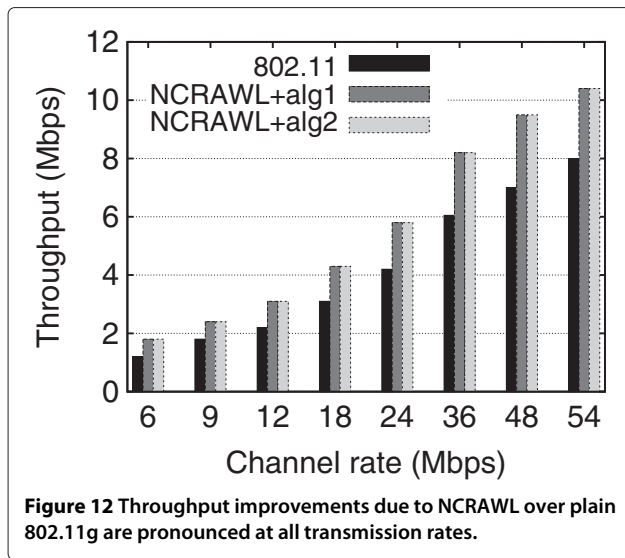 12
10
8
6
4
2
0
Throughput (Mbps)
802.11
NCRAWL+alg1
NCRAWL+alg2
6 9 12 18 24 36 48 54
Channel rate (Mbps)
Figure 12 Throughput improvements due to NCRAWL over plain
802.11g are pronounced at all transmission rates.